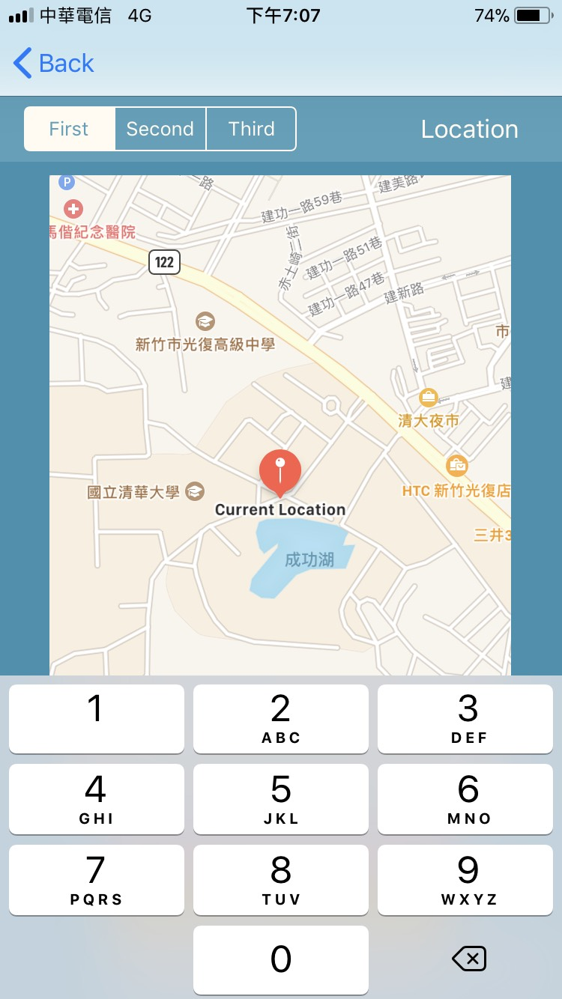 中華電信 4G 下午7:07 74%
Back
First Second Third Location
P
一路
建美路
建功一路59巷
馬偕紀念醫院
赤土崎二街
建功一路51巷
122
建功一路47巷
建新路
新竹市光復高級中學
市
建
清大夜市
國立清華大學
HTC 新竹光復店
Current Location
三井3
成功湖
1
2
ABC
3
DEF
4
GHI
5
JKL
6
MNO
7
PQRS
8
TUV
9
WXYZ
0